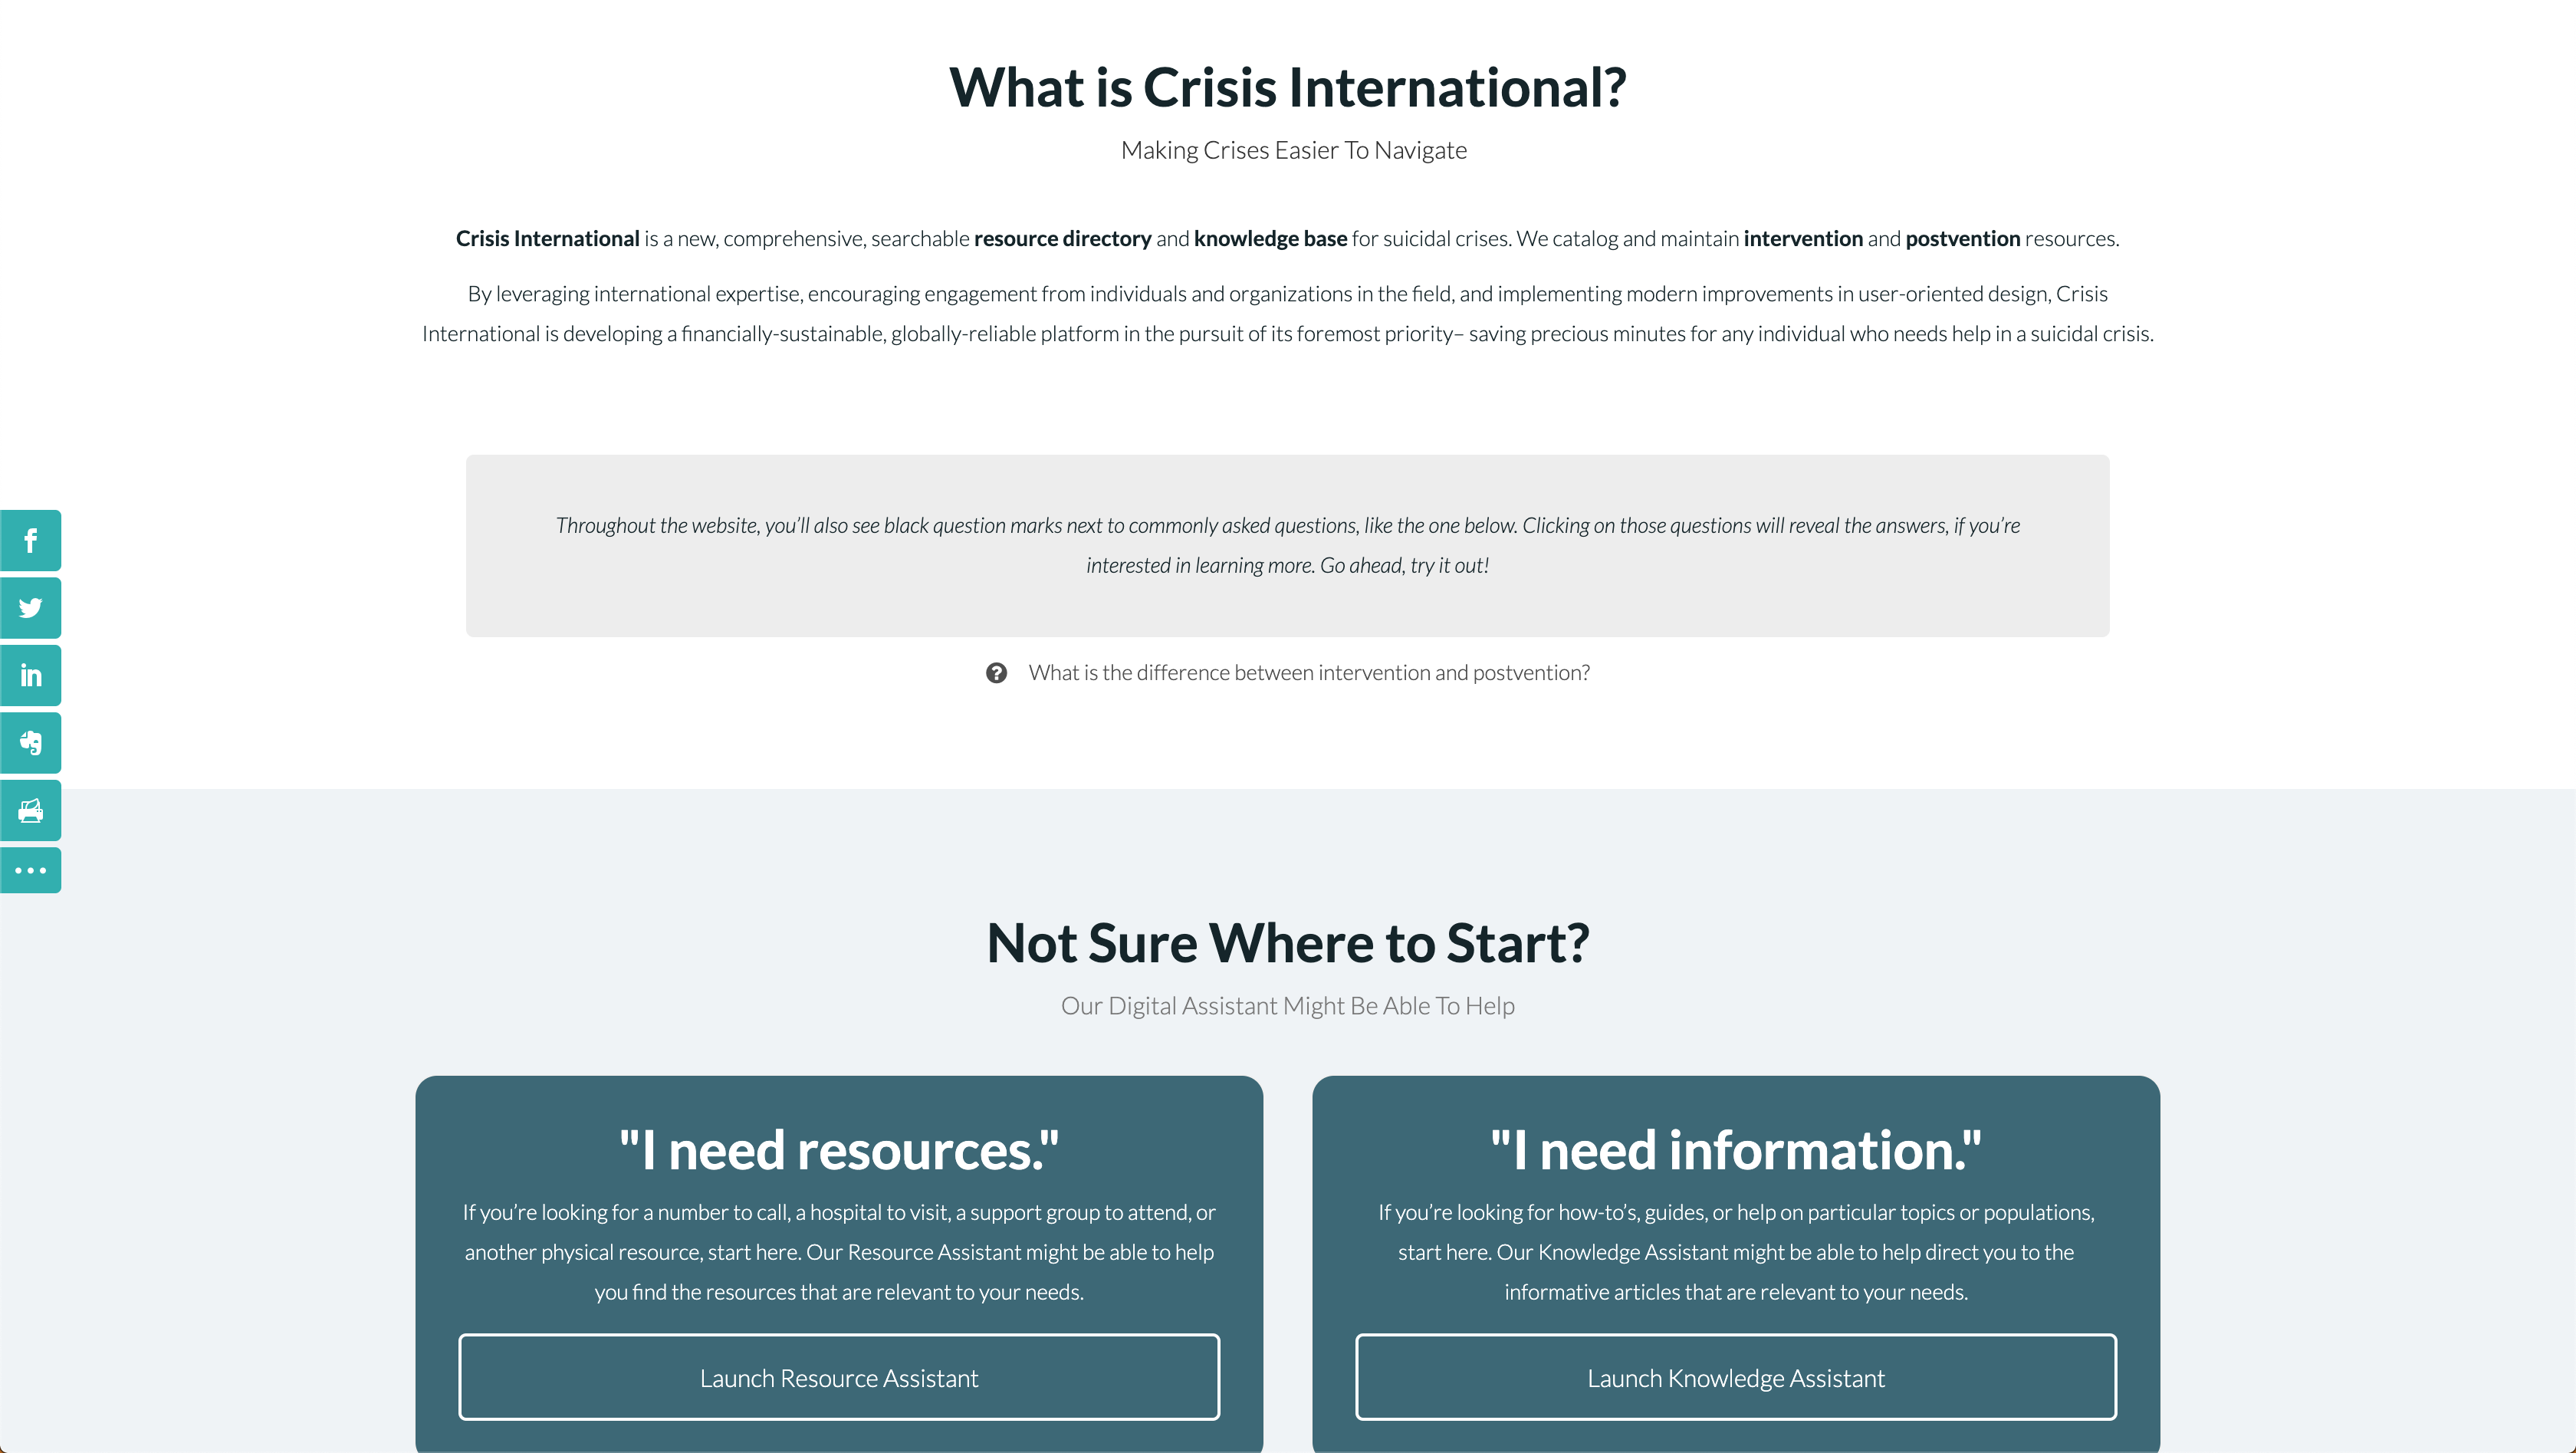 What is Crisis International?
Making Crises Easier To Navigate
Crisis International is a new, comprehensive, searchable resource directory and knowledge base for suicidal crises. We catalog and maintain intervention and postvention resources.
By leveraging international expertise, encouraging engagement from individuals and organizations in the field, and implementing modern improvements in user-oriented design, Crisis
International is developing a financially-sustainable, globally-reliable platform in the pursuit of its foremost priority– saving precious minutes for any individual who needs help in a suicidal crisis.
Throughout the website, you’ll also see black question marks next to commonly asked questions, like the one below. Clicking on those questions will reveal the answers, if you’re
interested in learning more. Go ahead, try it out!
What is the difference between intervention and postvention?
Not Sure Where to Start?
Our Digital Assistant Might Be Able To Help
"I need resources."
If you’re looking for a number to call, a hospital to visit, a support group to attend, or
another physical resource, start here. Our Resource Assistant might be able to help
you find the resources that are relevant to your needs.
Launch Resource Assistant
"I need information."
If you’re looking for how-to’s, guides, or help on particular topics or populations,
start here. Our Knowledge Assistant might be able to help direct you to the
informative articles that are relevant to your needs.
Launch Knowledge Assistant